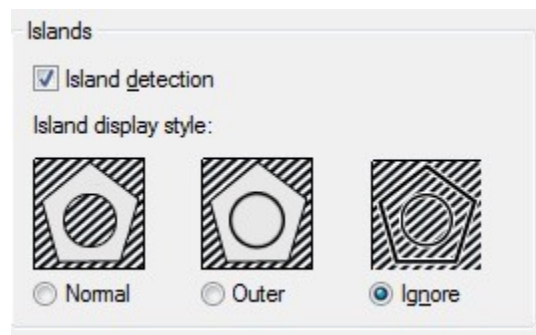 Islands
Island detection
Island display style:
Normal Outer Ignore